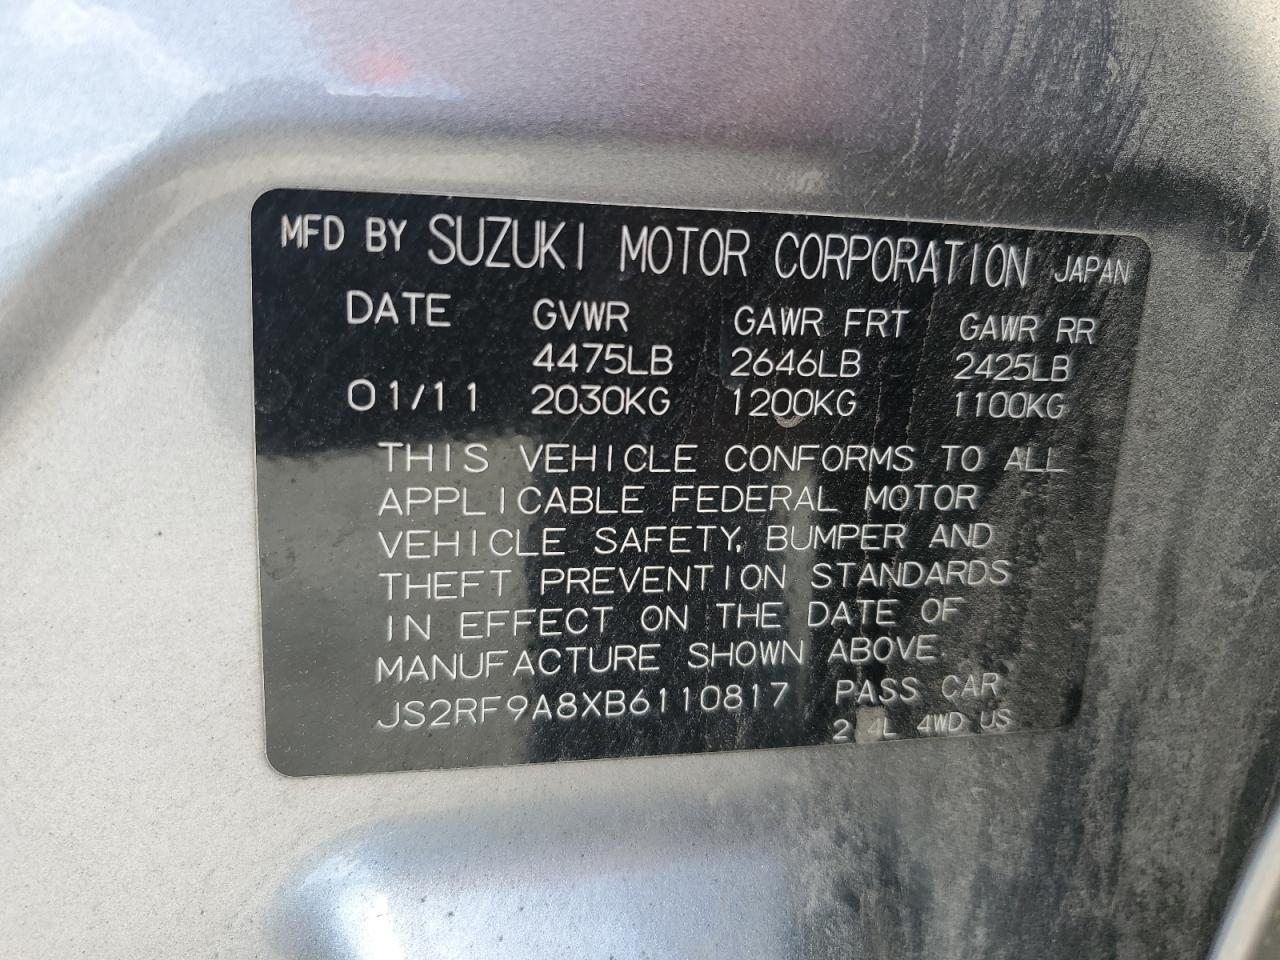 MFD BY SUZUKI MOTOR CORPORATION JAPAN
DATE GVWR GAWR FRT GAWR RR
4475LB 2646LB 2425LB
01/11 2030KG 1200KG 1100KG
THIS VEHICLE CONFORMS TO ALL
APPLICABLE FEDERAL MOTOR
VEHICLE SAFETY, BUMPER AND
THEFT PREVENTION STANDARDS
IN EFFECT ON THE DATE OF
MANUFACTURE SHOWN ABOVE.
JS2RF9A8XB6110817 PASS CAR
4WD US